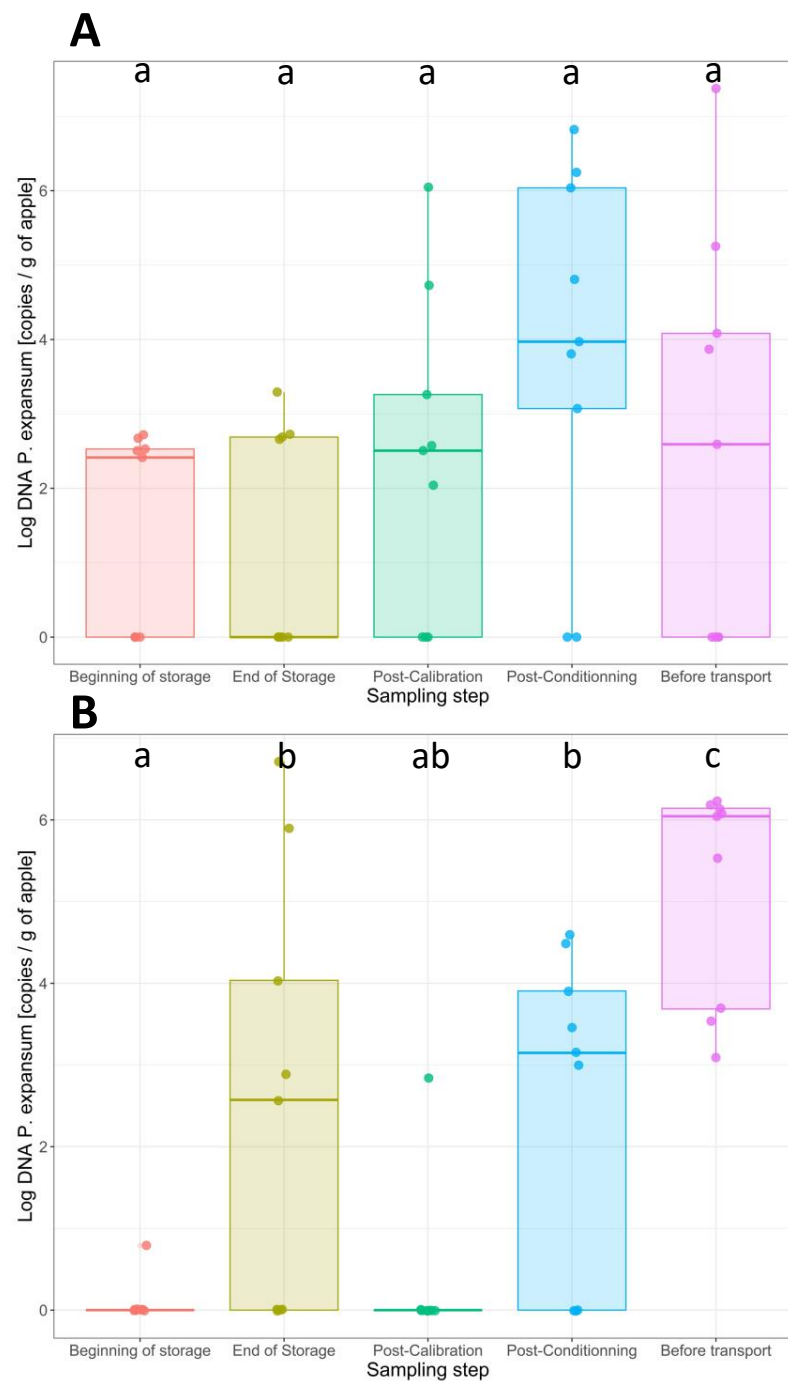 A
a a a a a
Log DNA P. expansum [copies / g of apple]
6
4
2
0
Beginning of storage End of Storage Post-Calibration Post-Conditionning Before transport
Sampling step
B
a b ab b c
Log DNA P. expansum [copies / g of apple]
6
4
2
0
Beginning of storage End of Storage Post-Calibration Post-Conditionning Before transport
Sampling step